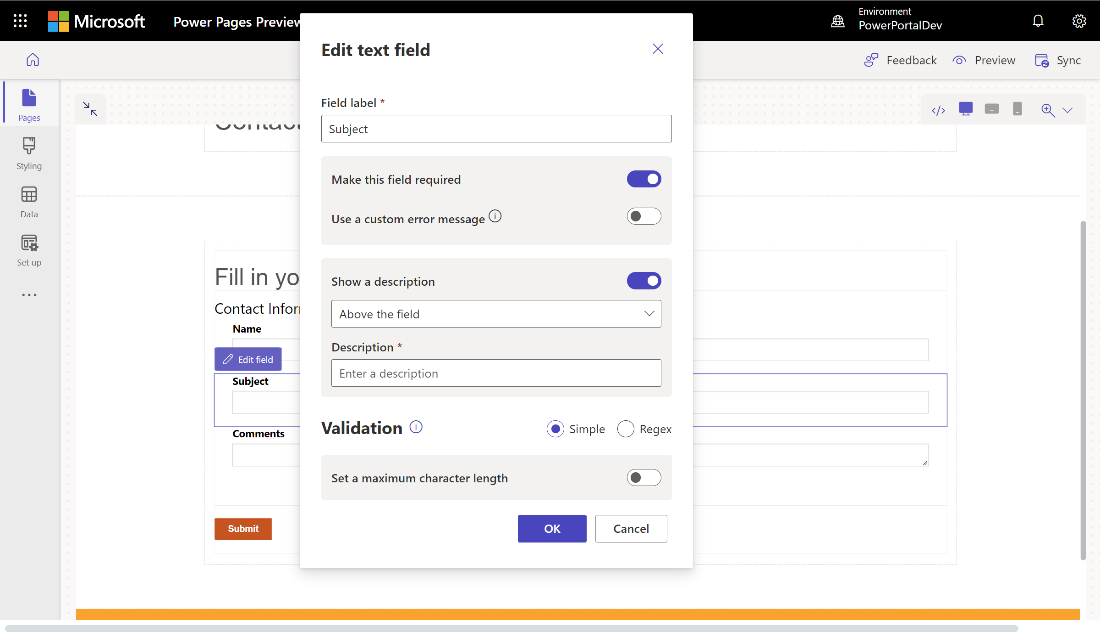 Microsoft
Power Pages Preview
Environment
PowerPortalDev
Feedback
Preview
Sync
Pages
Styling
Data
Set up
Contac
Fill in yo
Contact Infor
Name
Edit field
Subject
Comments
Submit
Edit text field
Field label *
Subject
Make this field required
Use a custom error message
Show a description
Above the field
Description *
Enter a description
Validation
Simple
Regex
Set a maximum character length
OK
Cancel